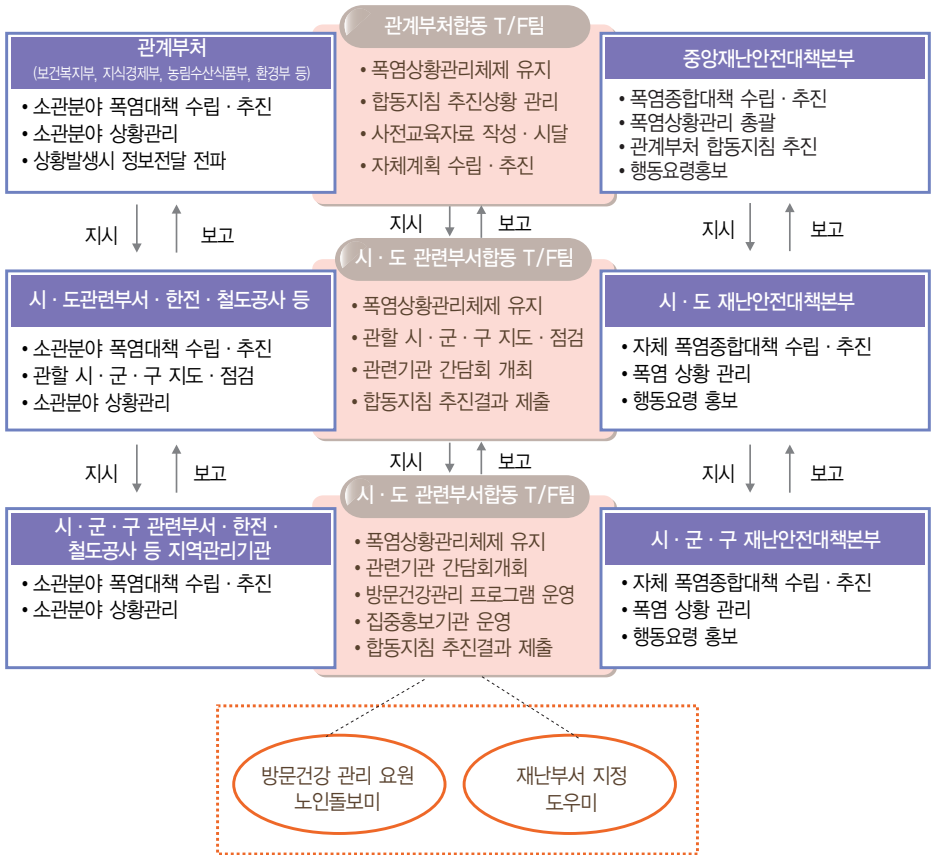 관계부처
(보건복지부, 지식경제부, 농림수산식품부, 환경부 등)
• 소관분야 폭염대책 수립 · 추진
• 소관분야 상황관리
• 상황발생시 정보전달 전파
관계부처합동 T/F팀
• 폭염상황관리체제 유지
• 합동지침 추진상황 관리
• 사전교육자료 작성 · 시달
• 자체계획 수립 · 추진
중앙재난안전대책본부
• 폭염종합대책 수립 · 추진
• 폭염상황관리 총괄
• 관계부처 합동지침 추진
• 행동요령홍보
지시 보고
지시 보고
지시 보고
시 · 도관련부서 · 한전 · 철도공사 등
• 소관분야 폭염대책 수립 · 추진
• 관할 시 · 군 · 구 지도 · 점검
• 소관분야 상황관리
시 · 도 관련부서합동 T/F팀
• 폭염상황관리체제 유지
• 관할 시 · 군 · 구 지도 · 점검
• 관련기관 간담회 개최
• 합동지침 추진결과 제출
시 · 도 재난안전대책본부
• 자체 폭염종합대책 수립 · 추진
• 폭염 상황 관리
• 행동요령 홍보
지시 보고
지시 보고
지시 보고
시 · 군 · 구 관련부서 · 한전 ·
철도공사 등 지역관리기관
• 소관분야 폭염대책 수립 · 추진
• 소관분야 상황관리
시 · 도 관련부서합동 T/F팀
• 폭염상황관리체제 유지
• 관련기관 간담회개회
• 방문건강관리 프로그램 운영
• 집중홍보기관 운영
• 합동지침 추진결과 제출
시 · 군 · 구 재난안전대책본부
• 자체 폭염종합대책 수립 · 추진
• 폭염 상황 관리
• 행동요령 홍보
방문건강 관리 요원
노인돌보미
재난부서 지정
도우미